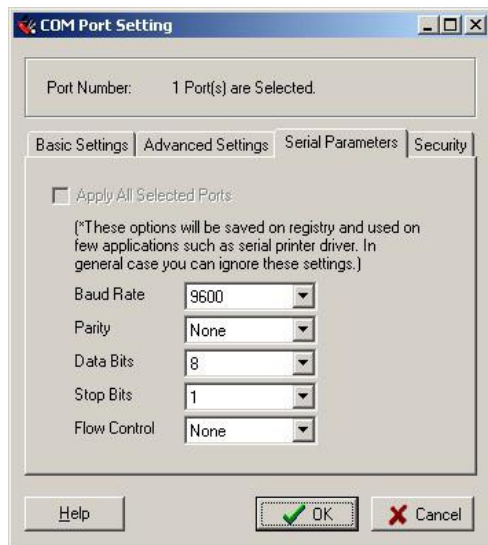 COM Port Setting
Port Number: 1 Port(s) are Selected.
Basic Settings Advanced Settings Serial Parameters Security
Apply All Selected Ports
(*These options will be saved on registry and used on
few applications such as serial printer driver. In
general case you can ignore these settings.)
Baud Rate 9600
Parity None
Data Bits 8
Stop Bits 1
Flow Control None
Help OK Cancel